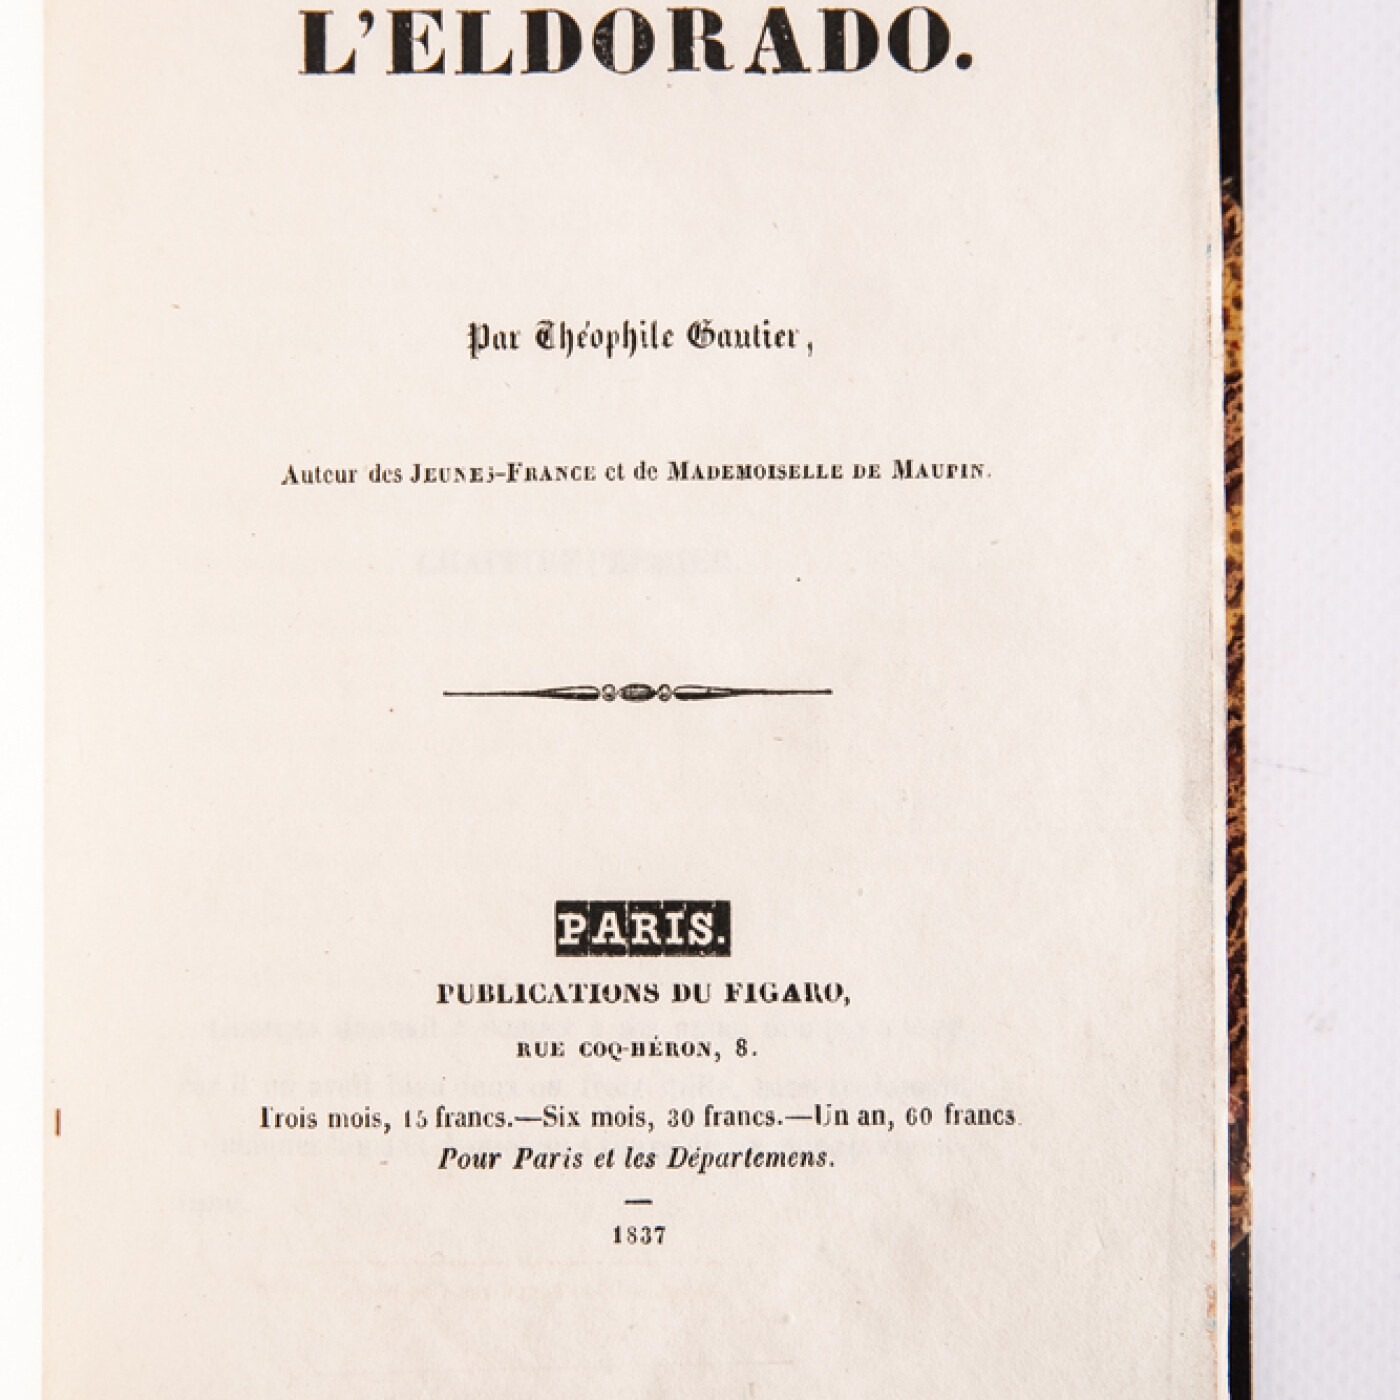 L'ELDORADO.
Par Théophile Gautier,
Auteur des JEUNES-FRANCE et de MADEMOISELLE DE MAUPIN.
PARIS.
PUBLICATIONS DU FIGARO,
RUE COQ-HÉRON, 8.
Trois mois, 15 francs.—Six mois, 30 francs.—Un an, 60 francs.
Pour Paris et les Départemens.
1837